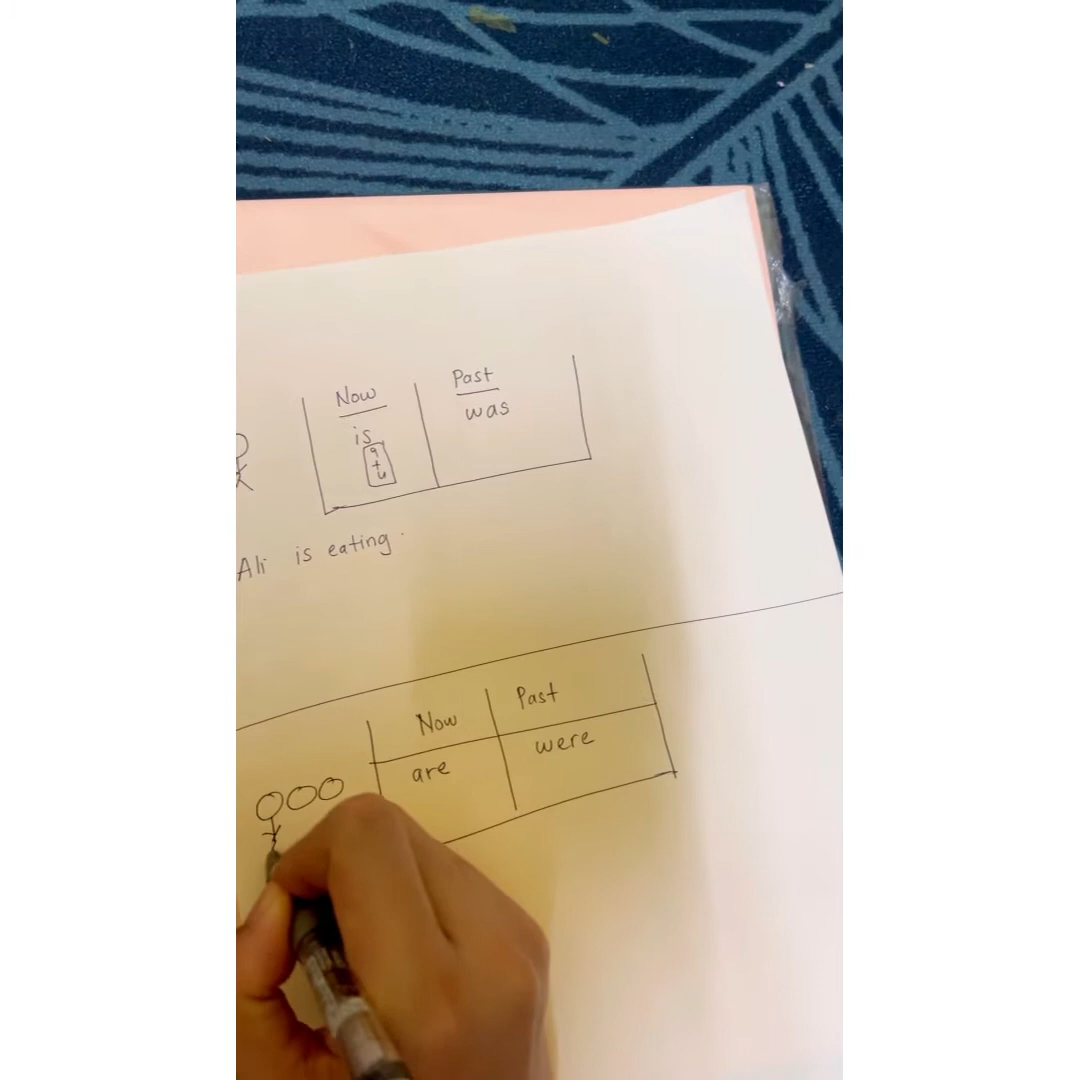 Now Past
is was
a
t
u
Ali is eating.
Now Past
are were